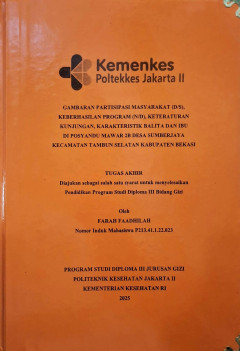 Kemenkes
Poltekkes Jakarta II
GAMBARAN PARTISIPASI MASYARAKAT (D/S),
KEBERHASILAN PROGRAM (N/D), KETERATURAN
KUNJUNGAN, KARAKTERISTIK BALITA DAN IBU
DI POSYANDU MAWAR 2B DESA SUMBERJAYA
KECAMATAN TAMBUN SELATAN KABUPATEN BEKASI
TUGAS AKHIR
Diajukan sebagai salah satu syarat untuk menyelesaikan
Pendidikan Program Studi Diploma III Bidang Gizi
Oleh
FARAH FAADHILAH
Nomor Induk Mahasiswa P213.41.1.22.023
PROGRAM STUDI DIPLOMA III JURUSAN GIZI
POLITEKNIK KESEHATAN JAKARTA II
KEMENTERIAN KESEHATAN RI
2025